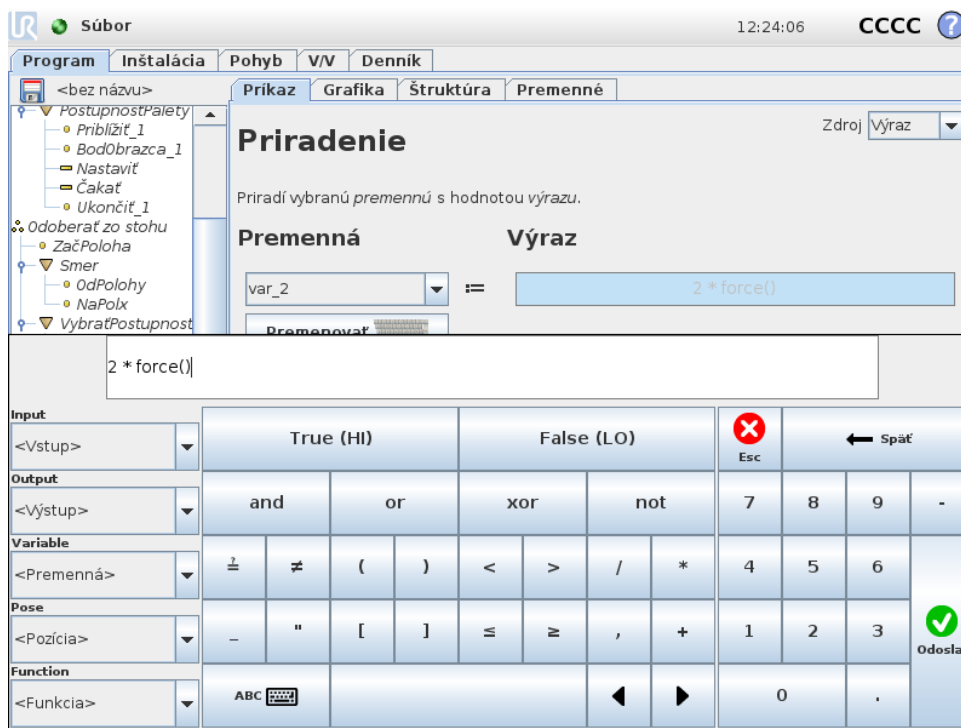 UR Súbor 12:24:06 CCCC ?
Program Inštalácia Pohyb V/V Denník
<bez názvu> Príkaz Grafika Štruktúra Premenné
PostupnosťPalety
Priblížiť_1
BodObrazca_1
Nastaviť
Čakať
Ukončiť_1
Odoberať zo stohu
ZačPoloha
Smer
OdPolohy
NaPolx
VybraťPostupnost
Priradenie
Zdroj Výraz
Priradí vybranú premennú s hodnotou výrazu.
Premenná Výraz
var_2 := 2 * force()
Premenovať
2 * force()
Input
<Vstup>
Output
<Výstup>
Variable
<Premenná>
Pose
<Pozícia>
Function
<Funkcia>
True (HI) False (LO) Esc Späť
and or xor not 7 8 9 -
≟ ≠ ( ) < > / * 4 5 6
_ " [ ] ≤ ≥ , + 1 2 3
Odosla
ABC 0 .